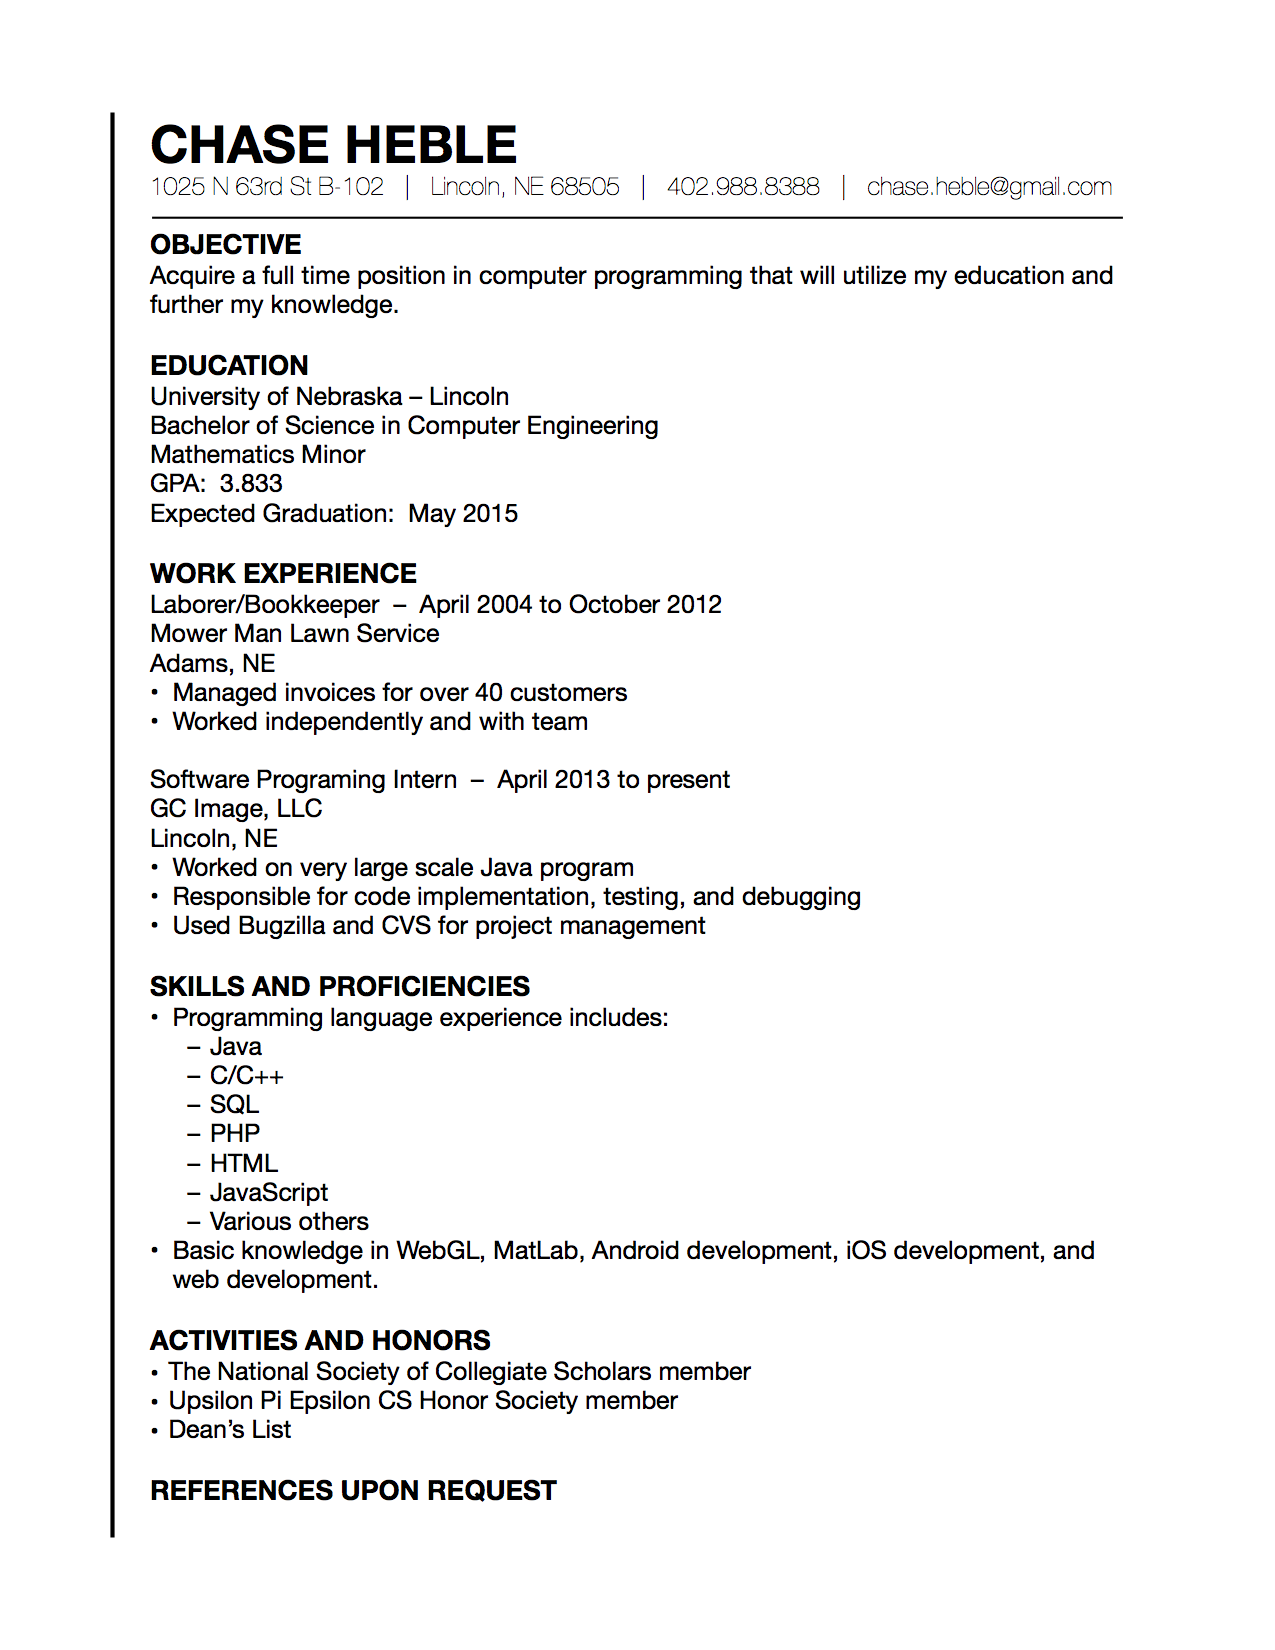 CHASE HEBLE
1025 N 63rd St B-102 | Lincoln, NE 68505 | 402.988.8388 | chase.heble@gmail.com
OBJECTIVE
Acquire a full time position in computer programming that will utilize my education and
further my knowledge.
EDUCATION
University of Nebraska – Lincoln
Bachelor of Science in Computer Engineering
Mathematics Minor
GPA:  3.833
Expected Graduation:  May 2015
WORK EXPERIENCE
Laborer/Bookkeeper  –  April 2004 to October 2012
Mower Man Lawn Service
Adams, NE
• Managed invoices for over 40 customers
• Worked independently and with team
Software Programing Intern  –  April 2013 to present
GC Image, LLC
Lincoln, NE
• Worked on very large scale Java program
• Responsible for code implementation, testing, and debugging
• Used Bugzilla and CVS for project management
SKILLS AND PROFICIENCIES
• Programming language experience includes:
– Java
– C/C++
– SQL
– PHP
– HTML
– JavaScript
– Various others
• Basic knowledge in WebGL, MatLab, Android development, iOS development, and
web development.
ACTIVITIES AND HONORS
• The National Society of Collegiate Scholars member
• Upsilon Pi Epsilon CS Honor Society member
• Dean’s List
REFERENCES UPON REQUEST